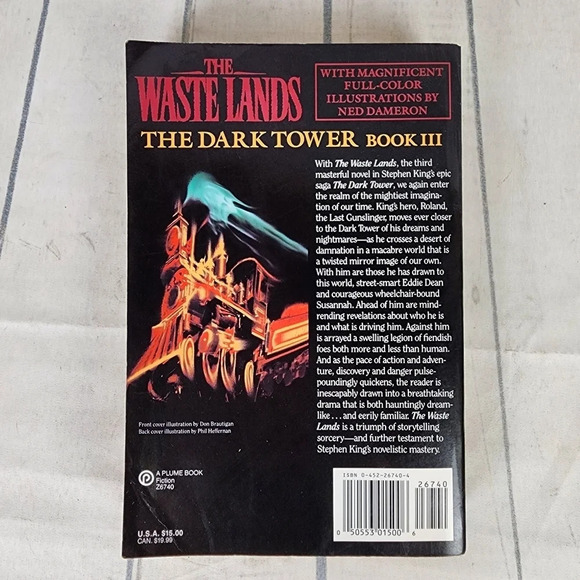 THE
WASTE LANDS
WITH MAGNIFICENT
FULL-COLOR
ILLUSTRATIONS BY
NED DAMERON
THE DARK TOWER BOOK III
With The Waste Lands, the third
masterful novel in Stephen King's epic
saga The Dark Tower, we again enter
the realm of the mightiest imagina-
tion of our time. King's hero, Roland,
the Last Gunslinger, moves ever closer
to the Dark Tower of his dreams and
nightmares—as he crosses a desert of
damnation in a macabre world that is
a twisted mirror image of our own.
With him are those he has drawn to
this world, street-smart Eddie Dean
and courageous wheelchair-bound
Susannah. Ahead of him are mind-
rending revelations about who he is
and what is driving him. Against him
is arrayed a swelling legion of fiendish
foes both more and less than human.
And as the pace of action and adven-
ture, discovery and danger pulse-
poundingly quickens, the reader is
inescapably drawn into a breathtaking
drama that is both hauntingly dream-
like . . . and eerily familiar. The Waste
Lands is a triumph of storytelling
sorcery—and further testament to
Stephen King's novelistic mastery.
Front cover illustration by Don Brautigan
Back cover illustration by Phil Heffernan
A PLUME BOOK
Fiction
Z6740
U.S.A. $15.00
CAN. $19.99
ISBN 0-452-26740-4
26740
0 50553 01500 6